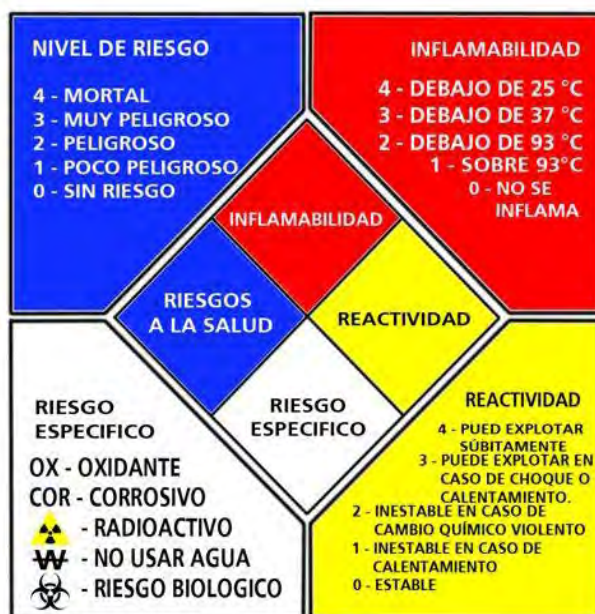 NIVEL DE RIESGO
4 - MORTAL
3 - MUY PELIGROSO
2 - PELIGROSO
1 - POCO PELIGROSO
0 - SIN RIESGO
INFLAMABILIDAD
4 - DEBAJO DE 25 °C
3 - DEBAJO DE 37 °C
2 - DEBAJO DE 93 °C
1 - SOBRE 93°C
0 - NO SE
INFLAMA
INFLAMABILIDAD
RIESGOS
A LA SALUD
REACTIVIDAD
RIESGO
ESPECIFICO
RIESGO
ESPECIFICO
OX - OXIDANTE
COR - CORROSIVO
- RADIOACTIVO
W - NO USAR AGUA
- RIESGO BIOLOGICO
REACTIVIDAD
4 - PUED EXPLOTAR
SÚBITAMENTE
3 - PUEDE EXPLOTAR EN
CASO DE CHOQUE O
CALENTAMIENTO.
2 - INESTABLE EN CASO DE
CAMBIO QUÍMICO VIOLENTO
1 - INESTABLE EN CASO DE
CALENTAMIENTO
0 - ESTABLE